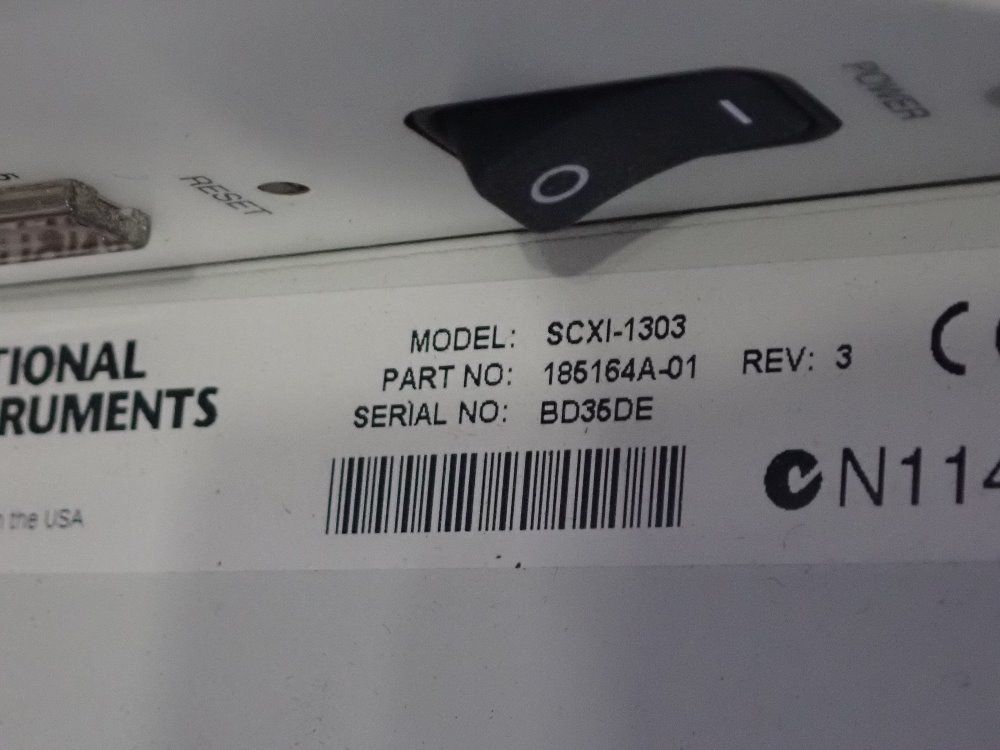 POWER
RESET
TIONAL
RUMENTS
MODEL: SCXI-1303
PART NO: 185164A-01 REV: 3
SERIAL NO: BD35DE
the USA
N114